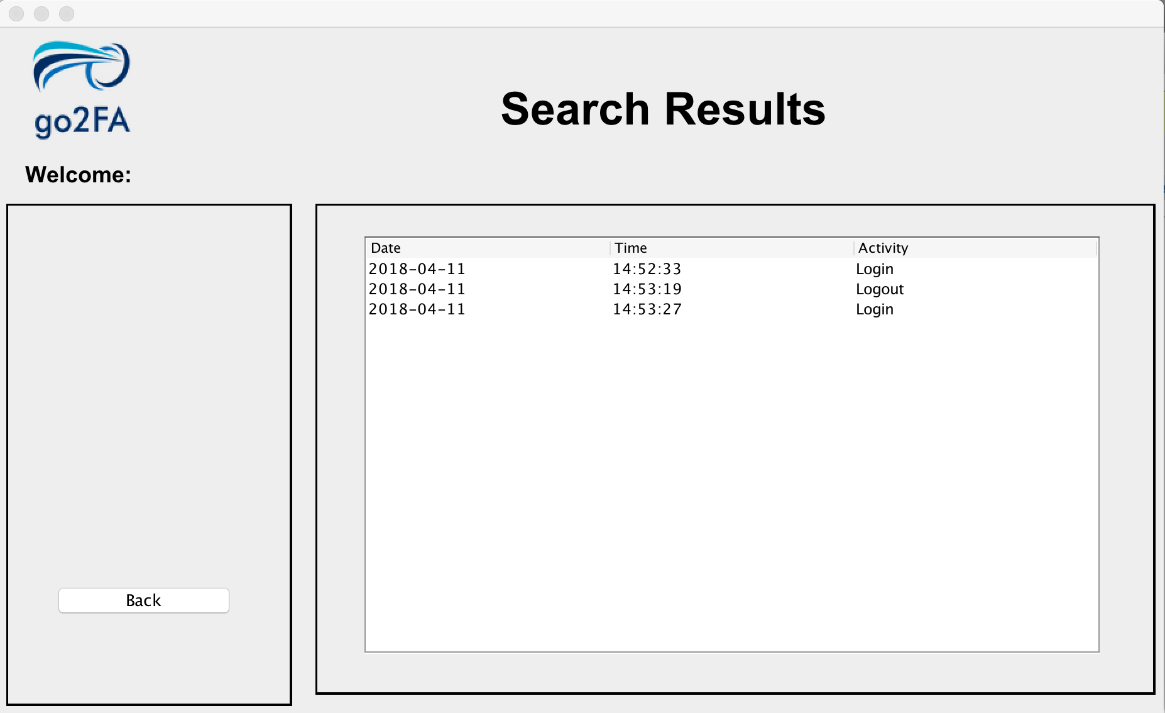 go2FA
Search Results
Welcome:
Date Time Activity
2018-04-11 14:52:33 Login
2018-04-11 14:53:19 Logout
2018-04-11 14:53:27 Login
Back